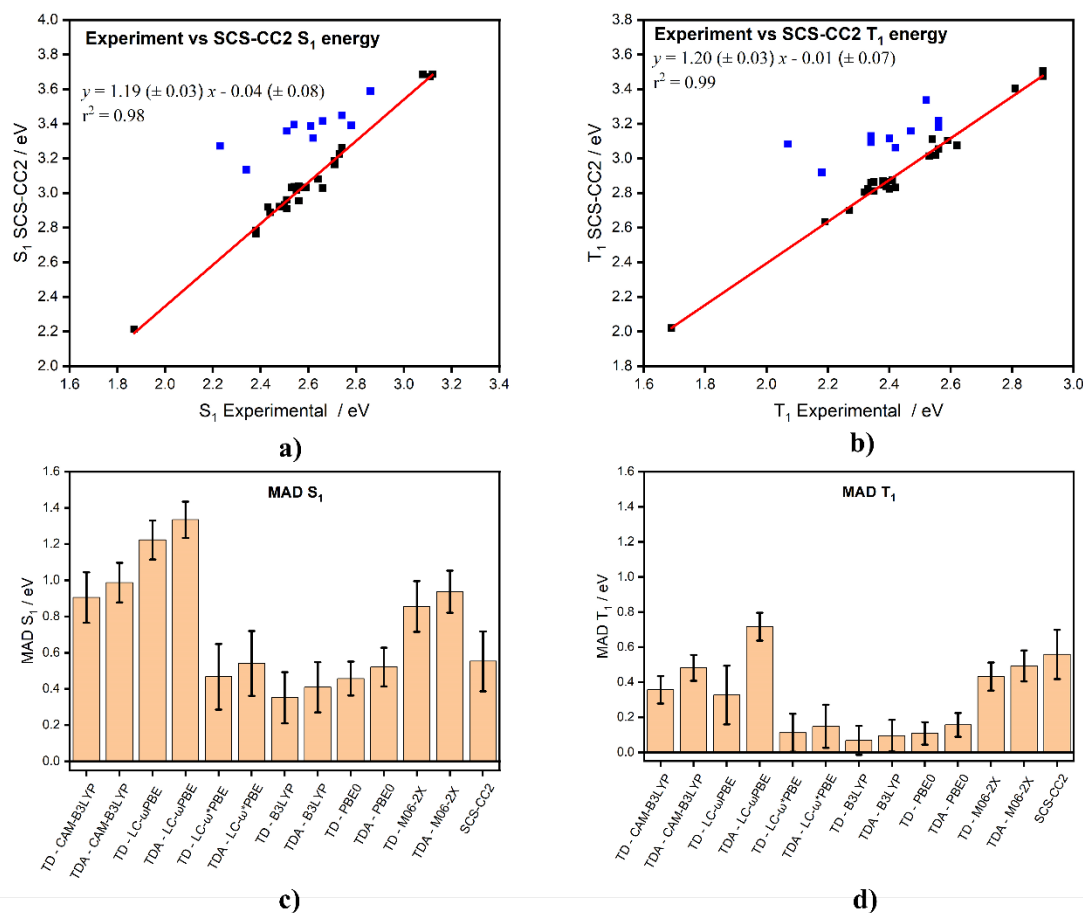 Experiment vs SCS-CC2 S₁ energy
y = 1.19 (± 0.03) x - 0.04 (± 0.08)
r² = 0.98
S₁ SCS-CC2 / eV
4.0
3.8
3.6
3.4
3.2
3.0
2.8
2.6
2.4
2.2
2.0
1.6 1.8 2.0 2.2 2.4 2.6 2.8 3.0 3.2 3.4
S₁ Experimental / eV
a)
Experiment vs SCS-CC2 T₁ energy
y = 1.20 (± 0.03) x - 0.01 (± 0.07)
r² = 0.99
T₁ SCS-CC2 / eV
3.8
3.6
3.4
3.2
3.0
2.8
2.6
2.4
2.2
2.0
1.8
1.6 1.8 2.0 2.2 2.4 2.6 2.8 3.0
T₁ Experimental / eV
b)
MAD S₁
MAD S₁ / eV
1.6
1.4
1.2
1.0
0.8
0.6
0.4
0.2
0.0
TD - CAM-B3LYP
TDA - CAM-B3LYP
TD - LC-ωPBE
TDA - LC-ωPBE
TD - LC-ω*PBE
TDA - LC-ω*PBE
TD - B3LYP
TDA - B3LYP
TD - PBE0
TDA - PBE0
TD - M06-2X
TDA - M06-2X
SCS-CC2
c)
MAD T₁
MAD T₁ / eV
1.6
1.4
1.2
1.0
0.8
0.6
0.4
0.2
0.0
TD - CAM-B3LYP
TDA - CAM-B3LYP
TD - LC-ωPBE
TDA - LC-ωPBE
TD - LC-ω*PBE
TDA - LC-ω*PBE
TD - B3LYP
TDA - B3LYP
TD - PBE0
TDA - PBE0
TD - M06-2X
TDA - M06-2X
SCS-CC2
d)